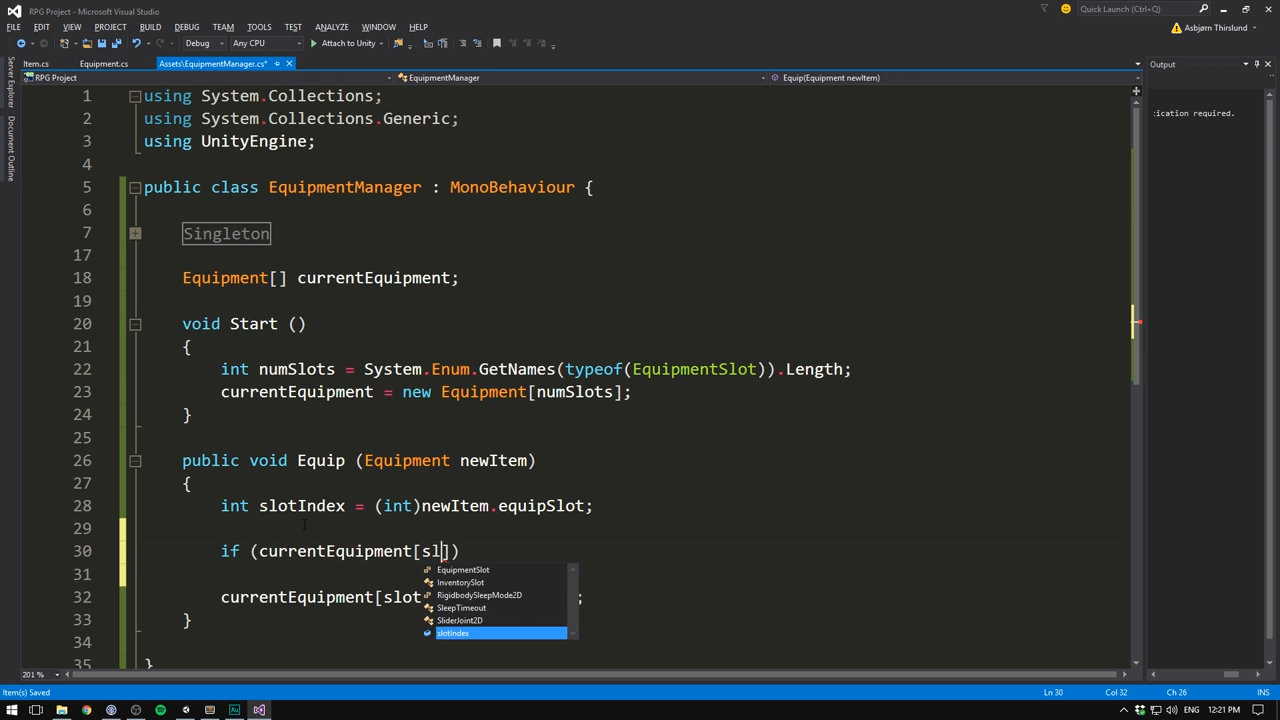 RPG Project - Microsoft Visual Studio
Quick Launch (Ctrl+Q)
FILE EDIT VIEW PROJECT BUILD DEBUG TEAM TOOLS TEST ANALYZE WINDOW HELP
Asbjørn Thirslund
Debug Any CPU Attach to Unity
Item.cs Equipment.cs Assets\EquipmentManager.cs* Output
RPG Project EquipmentManager Equip(Equipment newItem)
Server Explorer
Document Outline
1 using System.Collections;
2 using System.Collections.Generic;
:ication required.
3 using UnityEngine;
4
5 public class EquipmentManager : MonoBehaviour {
6
7 Singleton
17
18 Equipment[] currentEquipment;
19
20 void Start ()
21 {
22 int numSlots = System.Enum.GetNames(typeof(EquipmentSlot)).Length;
23 currentEquipment = new Equipment[numSlots];
24 }
25
26 public void Equip (Equipment newItem)
27 {
28 int slotIndex = (int)newItem.equipSlot;
29
30 if (currentEquipment[sl])
31
EquipmentSlot
InventorySlot
RigidbodySleepMode2D
32 currentEquipment[slot ;
SleepTimeout
SliderJoint2D
33 }
slotIndex
34
35 }
201 %
Item(s) Saved Ln 30 Col 32 Ch 26 INS
12:21 PM